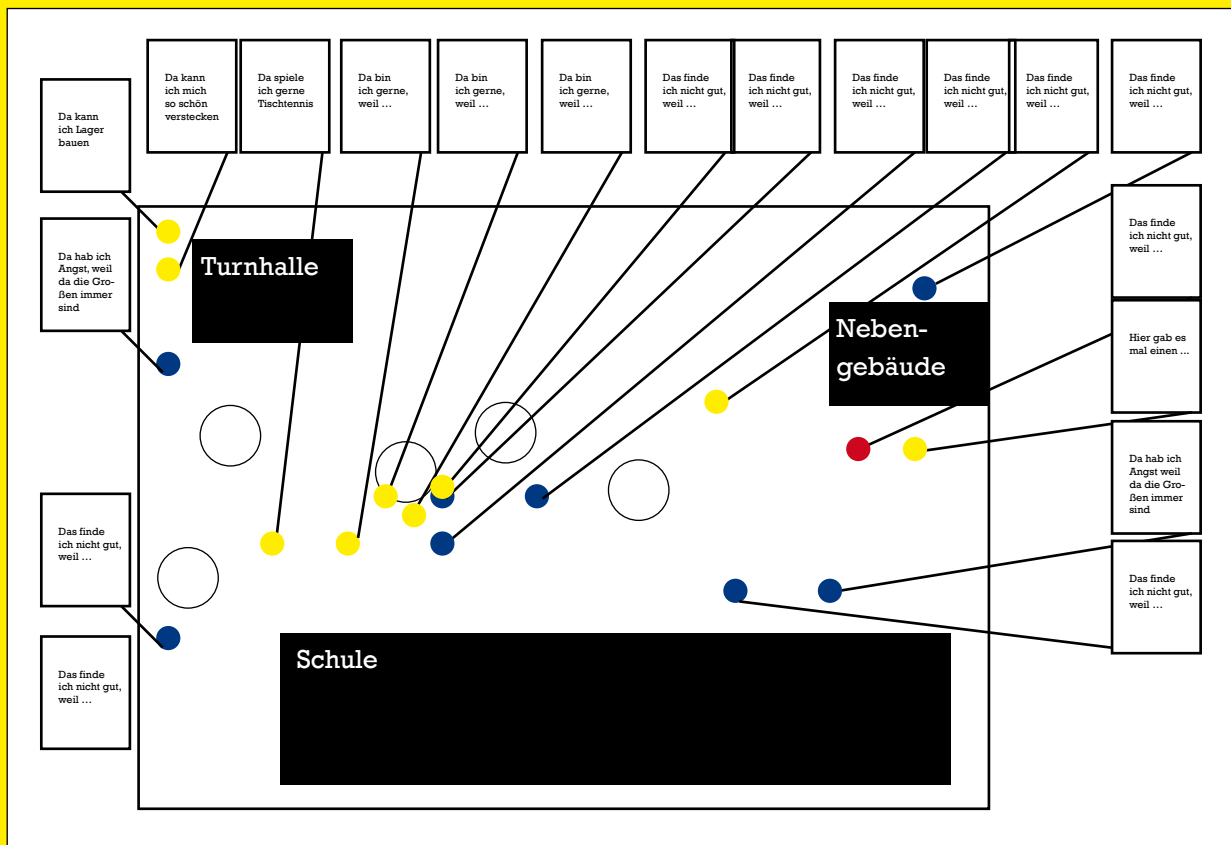 Da kann
ich mich
so schön
verstecken
Da spiele
ich gerne
Tischtennis
Da bin
ich gerne,
weil ...
Da bin
ich gerne,
weil ...
Da bin
ich gerne,
weil ...
Das finde
ich nicht gut,
weil ...
Das finde
ich nicht gut,
weil ...
Das finde
ich nicht gut,
weil ...
Das finde
ich nicht gut,
weil ...
Das finde
ich nicht gut,
weil ...
Das finde
ich nicht gut,
weil ...
Da kann
ich Lager
bauen
Da hab ich
Angst, weil
da die Gro-
ßen immer
sind
Das finde
ich nicht gut,
weil ...
Das finde
ich nicht gut,
weil ...
Turnhalle
Neben-
gebäude
Schule
Das finde
ich nicht gut,
weil ...
Hier gab es
mal einen ...
Da hab ich
Angst weil
da die Gro-
ßen immer
sind
Das finde
ich nicht gut,
weil ...